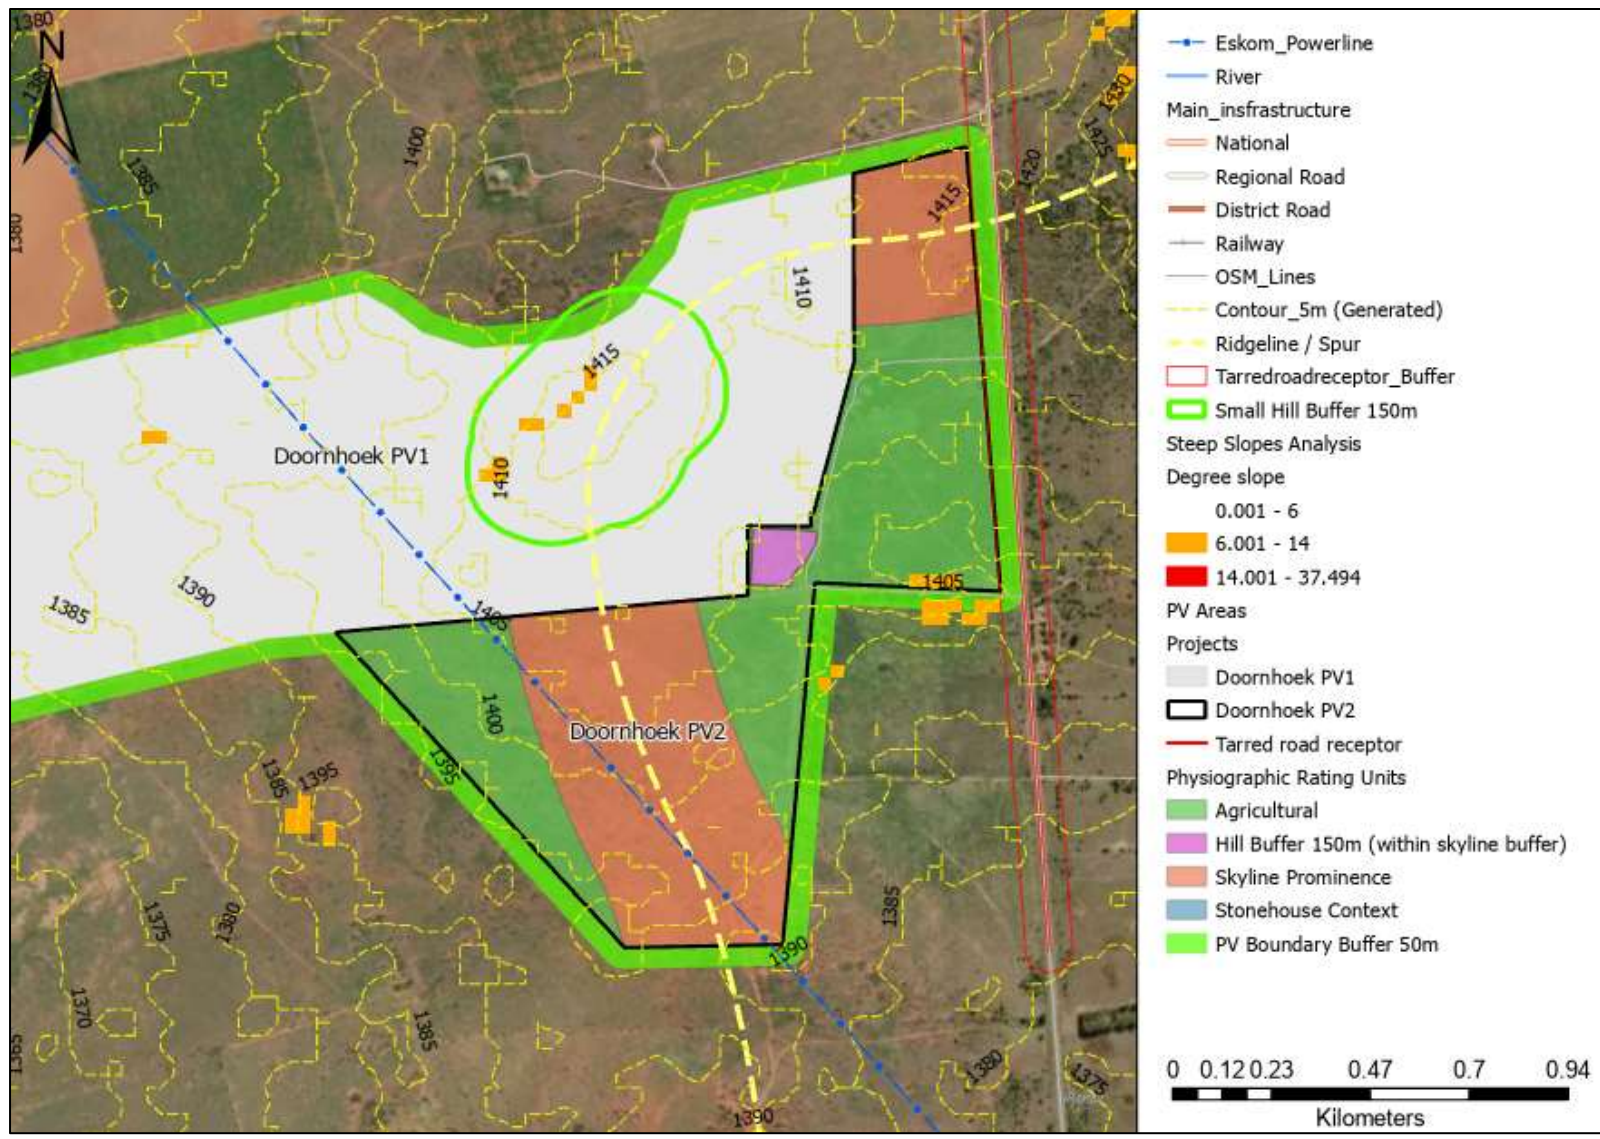 1380
N
1380
1385
1400
1430
1425
1420
1380
1415
1410
1415
Doornhoek PV1
1410
1405
1385
1390
1405
1400
Doornhoek PV2
1395
1385
1395
1375
1380
1385
1390
1370
1385
1365
1380
1375
1390
Eskom_Powerline
River
Main_insfrastructure
National
Regional Road
District Road
Railway
OSM_Lines
Contour_5m (Generated)
Ridgeline / Spur
Tarredroadreceptor_Buffer
Small Hill Buffer 150m
Steep Slopes Analysis
Degree slope
0.001 - 6
6.001 - 14
14.001 - 37.494
PV Areas
Projects
Doornhoek PV1
Doornhoek PV2
Tarred road receptor
Physiographic Rating Units
Agricultural
Hill Buffer 150m (within skyline buffer)
Skyline Prominence
Stonehouse Context
PV Boundary Buffer 50m
0 0.12 0.23 0.47 0.7 0.94
Kilometers